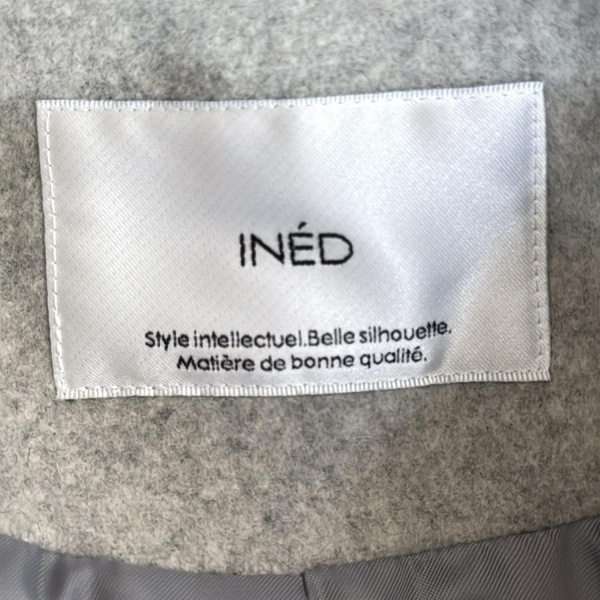 INÉD
Style intellectuel.Belle silhouette.
Matière de bonne qualité.